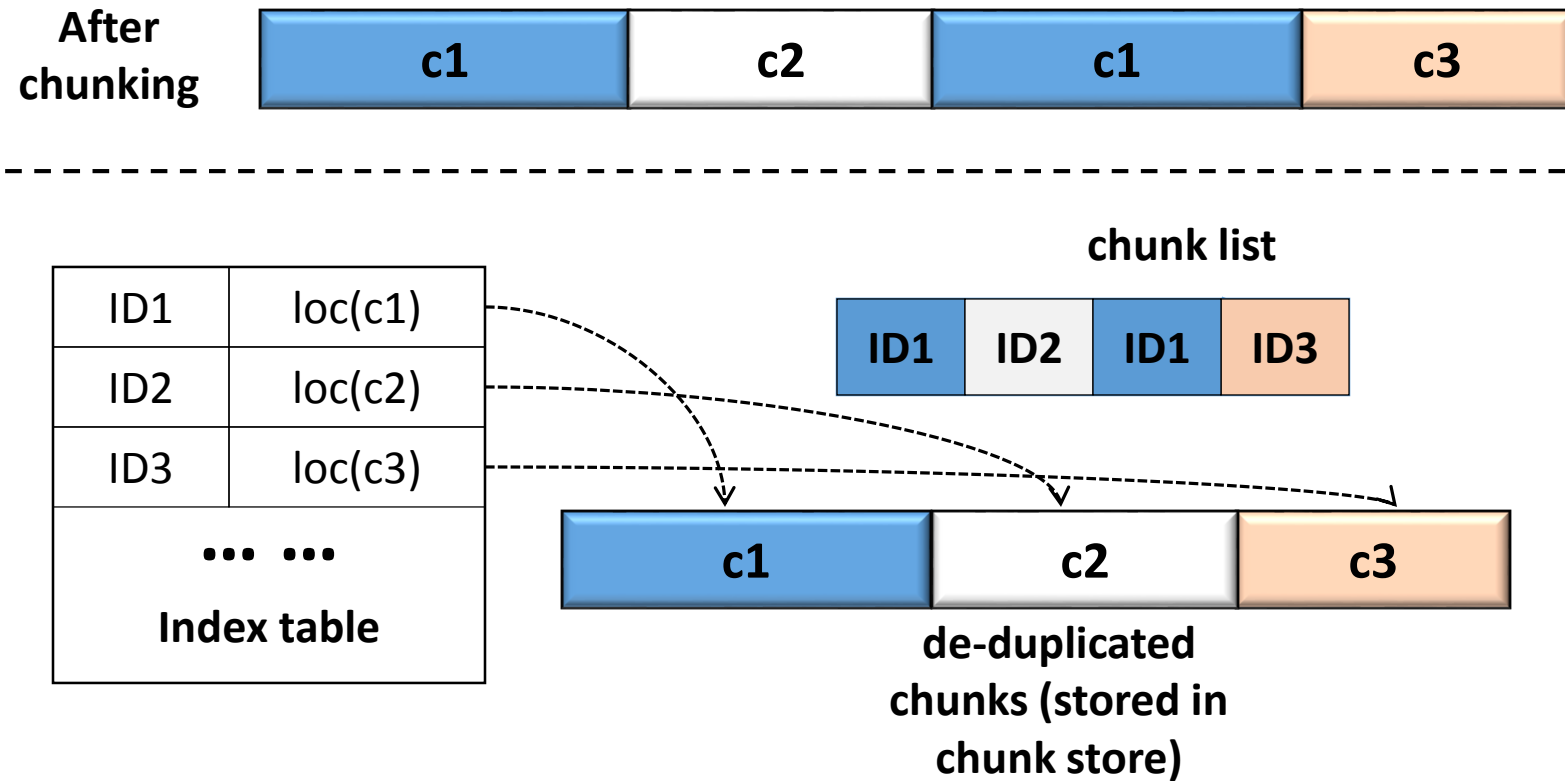 After
chunking
c1 c2 c1 c3
chunk list
ID1 ID2 ID1 ID3
ID1 loc(c1)
ID2 loc(c2)
ID3 loc(c3)
... ...
Index table
c1 c2 c3
de-duplicated
chunks (stored in
chunk store)